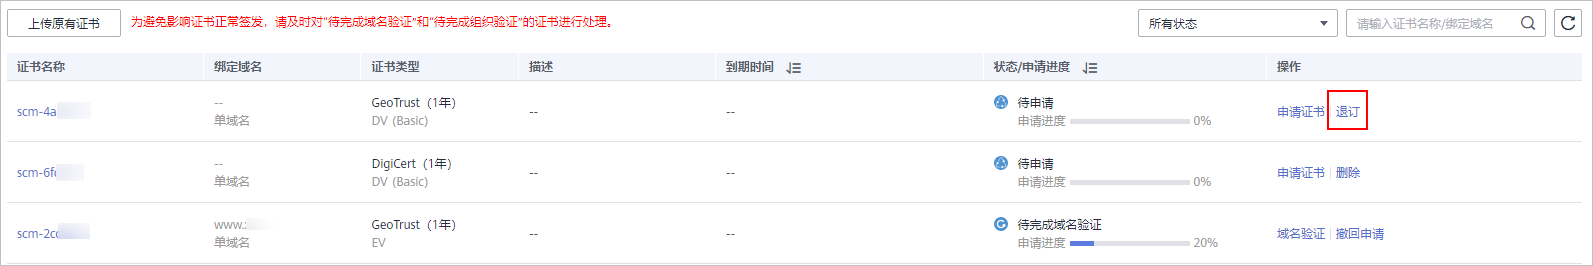 上传原有证书 为避免影响证书正常签发，请及时对“待完成域名验证”和“待完成组织验证”的证书进行处理。 所有状态 请输入证书名称/绑定域名
证书名称 绑定域名 证书类型 描述 到期时间 状态/申请进度 操作
scm-4a -- 单域名 GeoTrust（1年） DV (Basic) -- -- 待申请 申请进度 0% 申请证书 退订
scm-6f -- 单域名 DigiCert（1年） DV (Basic) -- -- 待申请 申请进度 0% 申请证书 删除
scm-2c www. 单域名 GeoTrust（1年） EV -- -- 待完成域名验证 申请进度 20% 域名验证 撤回申请